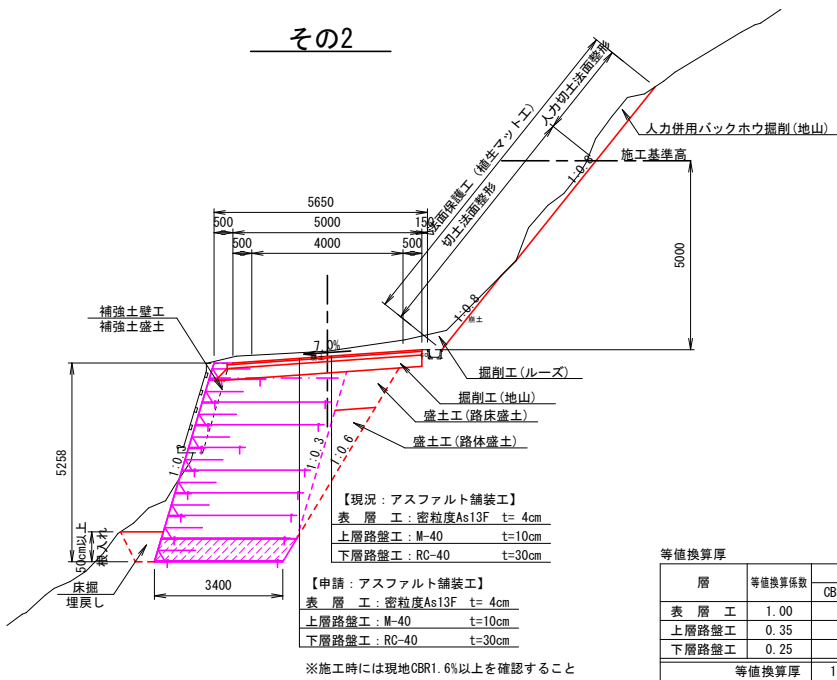 その2
人力切土法面整形
法面保護工(植生マット工)
切土法面整形
人力併用バックホウ掘削(地山)
施工基準高
1:0.8
5650
500
5000
150
500
4000
500
5000
補強土壁工
補強土盛土
7.0%
1:0.8
掘削工(ルーズ)
掘削工(地山)
盛土工(路床盛土)
盛土工(路体盛土)
5258
1:0.3
1:0.3
1:0.6
50cm以上
根入れ
床掘
埋戻し
3400
【現況：アスファルト舗装工】
表 層 工：密粒度As13F t= 4cm
上層路盤工：M-40 t=10cm
下層路盤工：RC-40 t=30cm
【申請：アスファルト舗装工】
表 層 工：密粒度As13F t= 4cm
上層路盤工：M-40 t=10cm
下層路盤工：RC-40 t=30cm
※施工時には現地CBR1.6%以上を確認すること
等値換算厚
層 等値換算係数 CB
表 層 工 1.00
上層路盤工 0.35
下層路盤工 0.25
等値換算厚 1